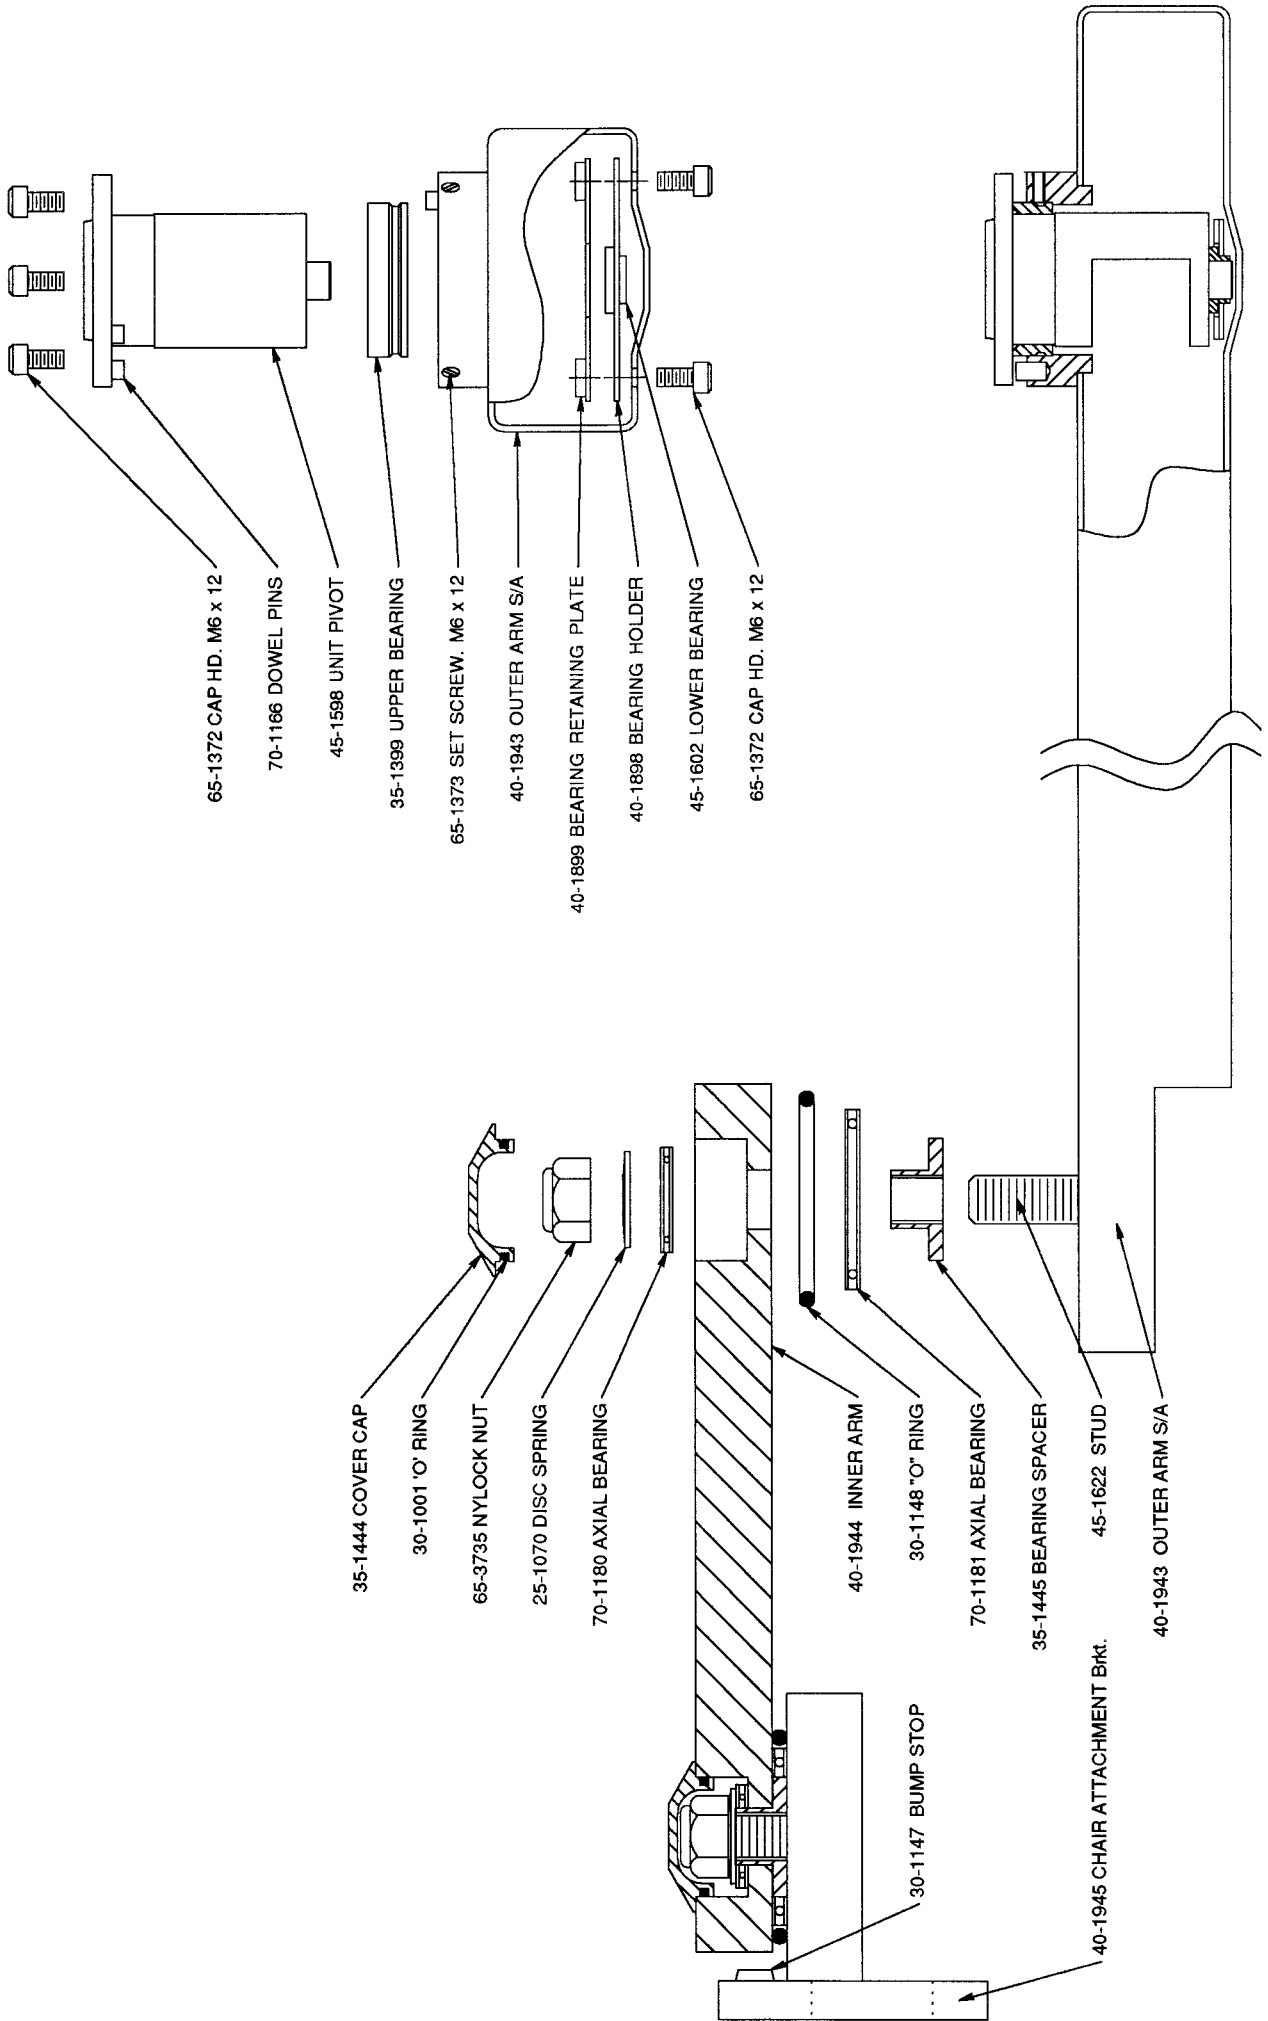 65-1372 CAP HD. M6 x 12
70-1166 DOWEL PINS
45-1598 UNIT PIVOT
35-1399 UPPER BEARING
65-1373 SET SCREW. M6 x 12
40-1943 OUTER ARM S/A
40-1899 BEARING RETAINING PLATE
40-1898 BEARING HOLDER
45-1602 LOWER BEARING
65-1372 CAP HD. M6 x 12
35-1444 COVER CAP
30-1001 'O' RING
65-3735 NYLOCK NUT
25-1070 DISC SPRING
70-1180 AXIAL BEARING
40-1944 INNER ARM
30-1148 "O" RING
70-1181 AXIAL BEARING
35-1445 BEARING SPACER
45-1622 STUD
40-1943 OUTER ARM S/A
30-1147 BUMP STOP
40-1945 CHAIR ATTACHMENT Brkt.